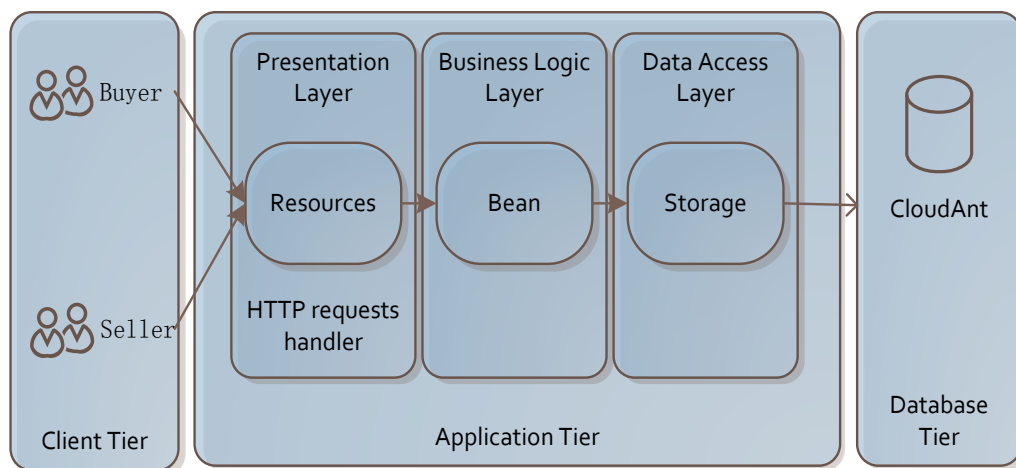 Buyer
Seller
Client Tier
Presentation
Layer
Resources
HTTP requests
handler
Business Logic
Layer
Bean
Data Access
Layer
Storage
Application Tier
CloudAnt
Database
Tier